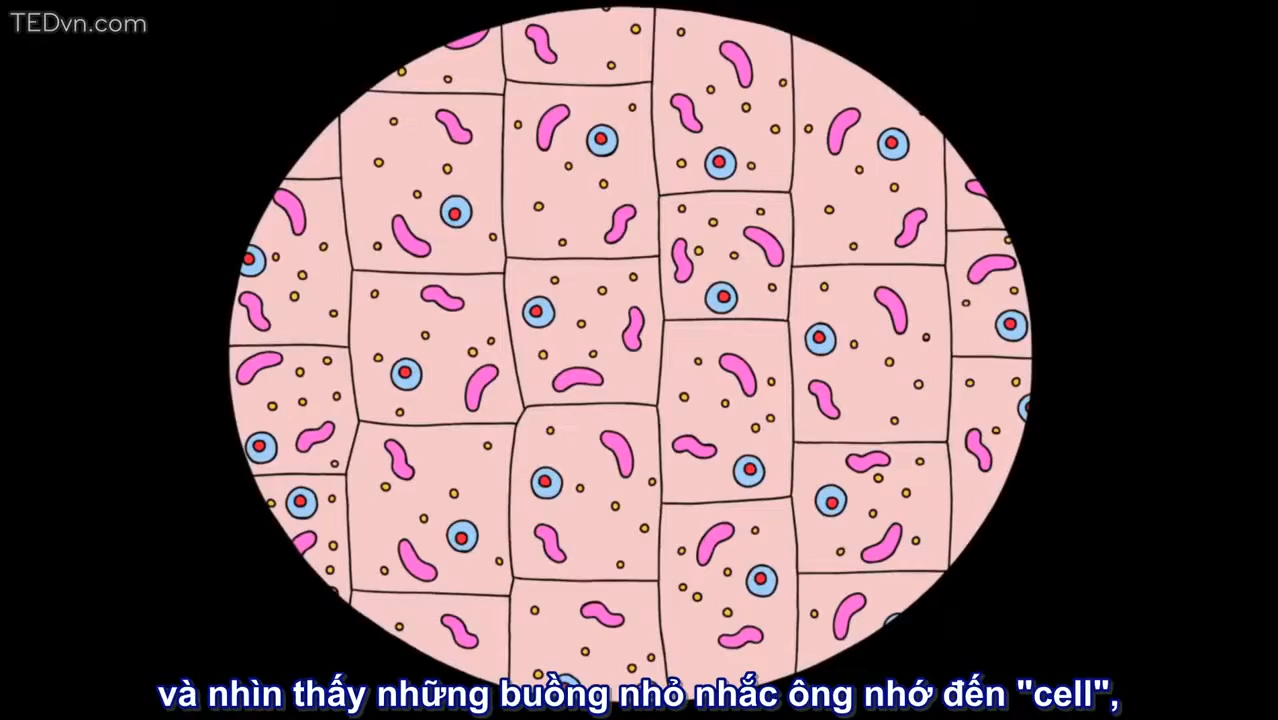 TEDvn.com
và nhìn thấy những buồng nhỏ nhắc ông nhớ đến "cell",